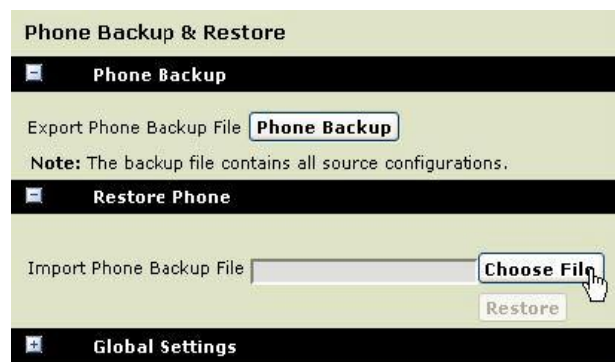 Phone Backup & Restore
Phone Backup
Export Phone Backup File Phone Backup
Note: The backup file contains all source configurations.
Restore Phone
Import Phone Backup File Choose File
Restore
Global Settings